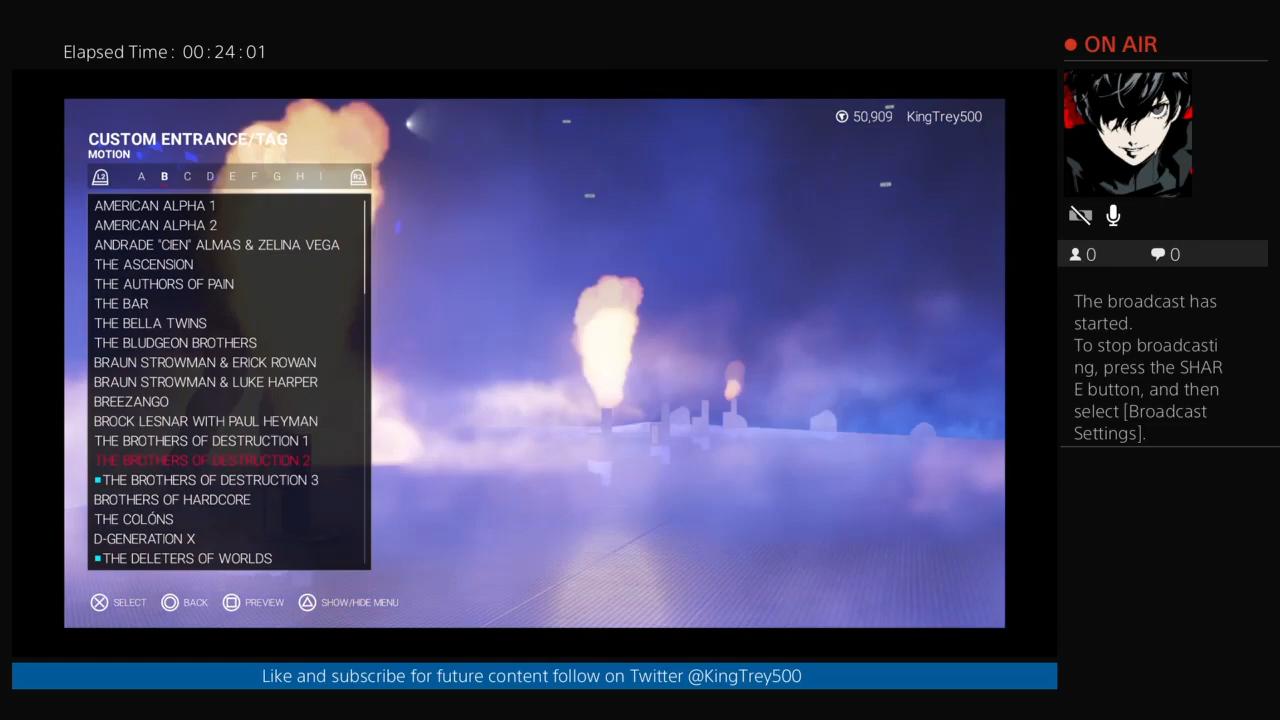 Elapsed Time: 00:24:01
ON AIR
50,909 KingTrey500
CUSTOM ENTRANCE/TAG
MOTION
L2 A B C D E F G H I R2
AMERICAN ALPHA 1
AMERICAN ALPHA 2
ANDRADE "CIEN" ALMAS & ZELINA VEGA
THE ASCENSION
THE AUTHORS OF PAIN
THE BAR
THE BELLA TWINS
THE BLUDGEON BROTHERS
BRAUN STROWMAN & ERICK ROWAN
BRAUN STROWMAN & LUKE HARPER
BREEZANGO
BROCK LESNAR WITH PAUL HEYMAN
THE BROTHERS OF DESTRUCTION 1
THE BROTHERS OF DESTRUCTION 2
THE BROTHERS OF DESTRUCTION 3
BROTHERS OF HARDCORE
THE COLÓNS
D-GENERATION X
THE DELETERS OF WORLDS
SELECT BACK PREVIEW SHOW/HIDE MENU
0 0
The broadcast has
started.
To stop broadcasti
ng, press the SHAR
E button, and then
select [Broadcast
Settings].
Like and subscribe for future content follow on Twitter @KingTrey500